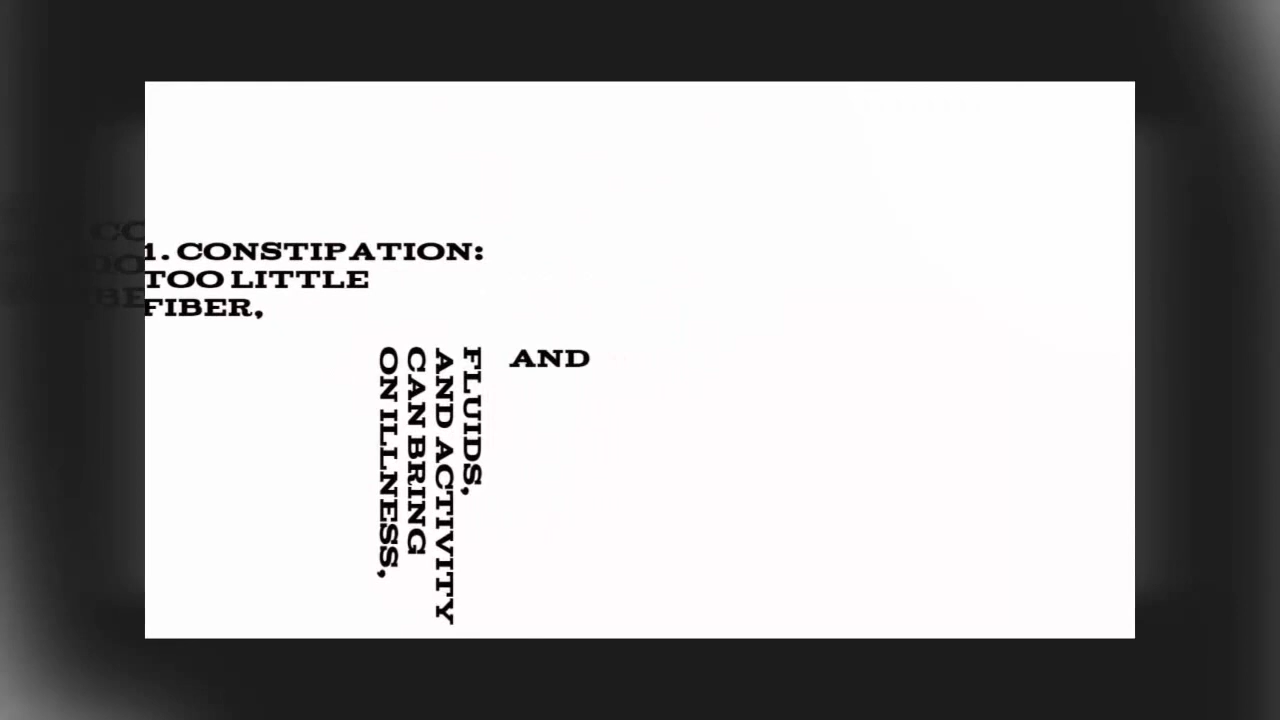 1. CONSTIPATION:
TOO LITTLE
FIBER,
FLUIDS,
AND ACTIVITY
CAN BRING
ON ILLNESS,
AND